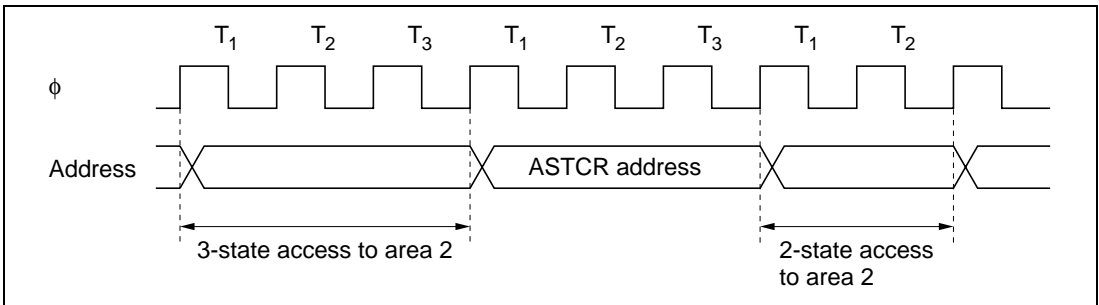 T1 T2 T3 T1 T2 T3 T1 T2
ϕ
Address ASTCR address
3-state access to area 2
2-state access
to area 2